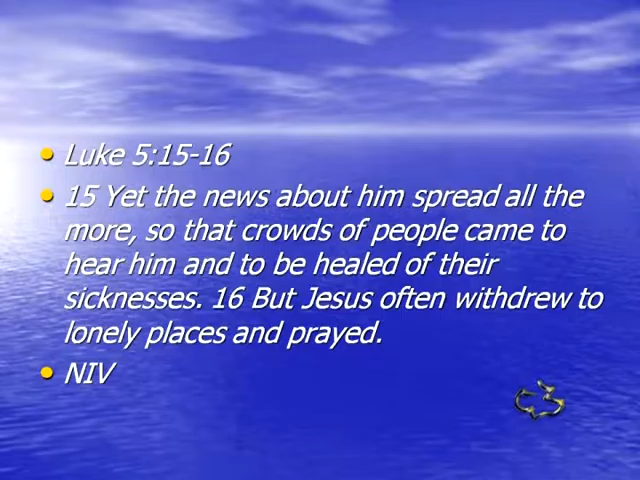 Luke 5:15-16
15 Yet the news about him spread all the
more, so that crowds of people came to
hear him and to be healed of their
sicknesses. 16 But Jesus often withdrew to
lonely places and prayed.
NIV